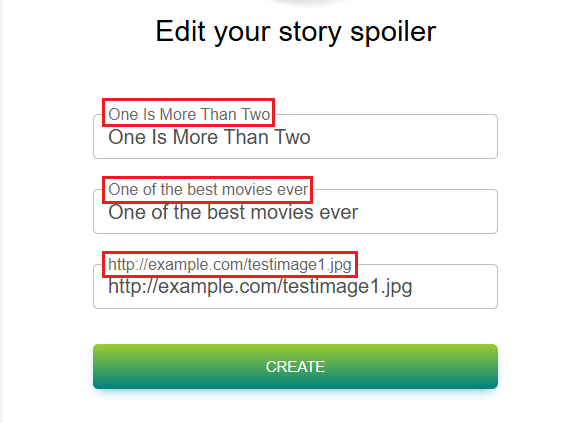 Edit your story spoiler
One Is More Than Two
One Is More Than Two
One of the best movies ever
One of the best movies ever
http://example.com/testimage1.jpg
http://example.com/testimage1.jpg
CREATE